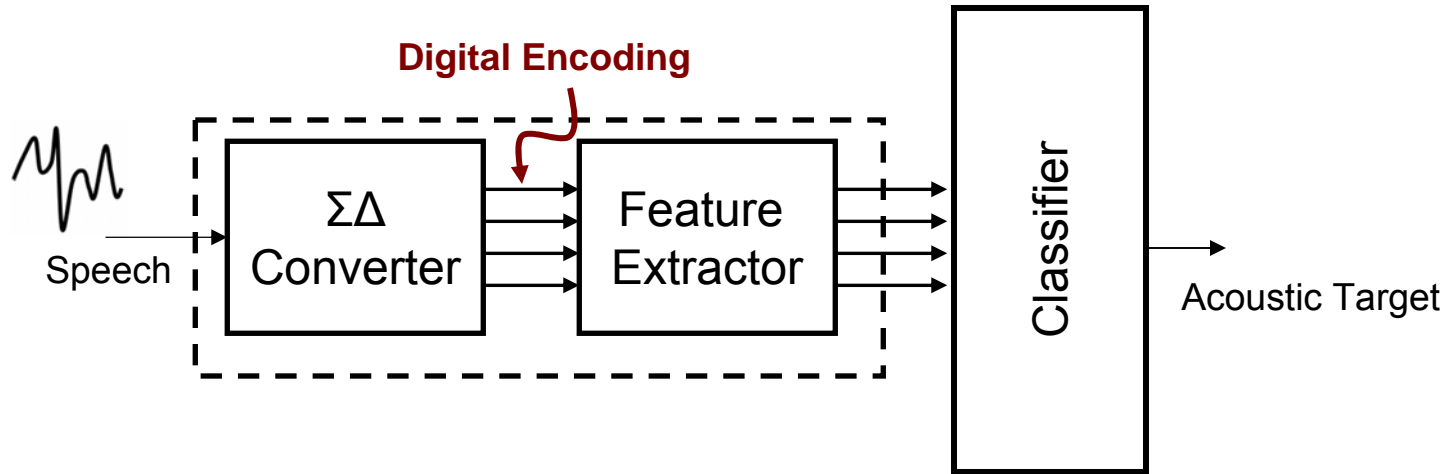 Digital Encoding
Speech
ΣΔ
Converter
Feature
Extractor
Classifier
Acoustic Target